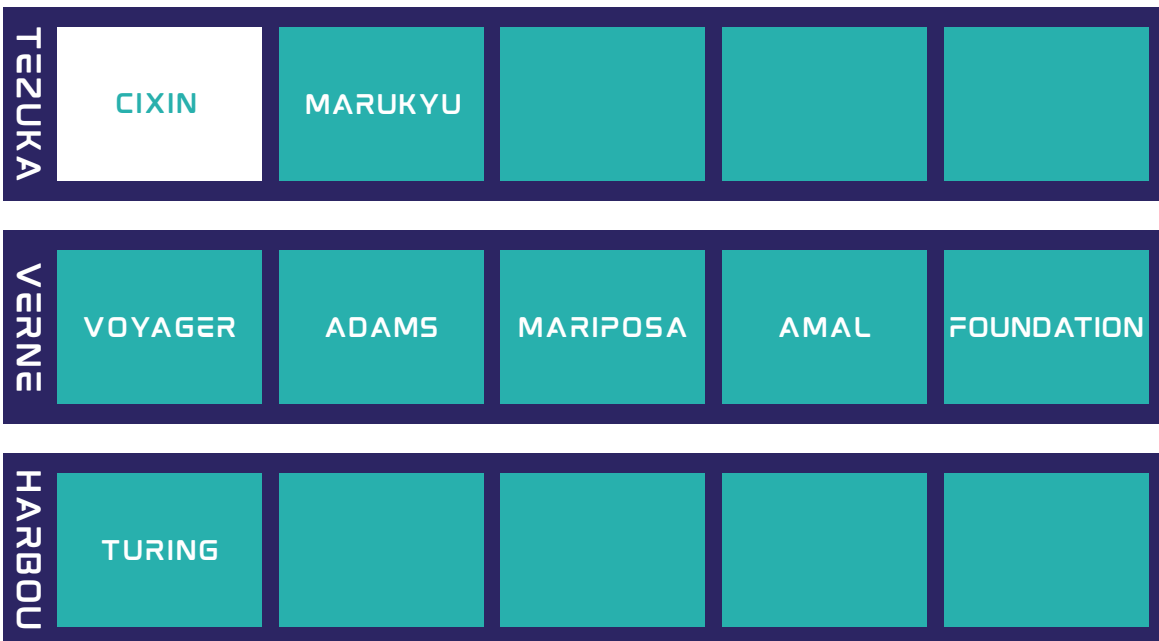 TEZUKA
CIXIN
MARUKYU
VERNE
VOYAGER
ADAMS
MARIPOSA
AMAL
FOUNDATION
HARBOU
TURING